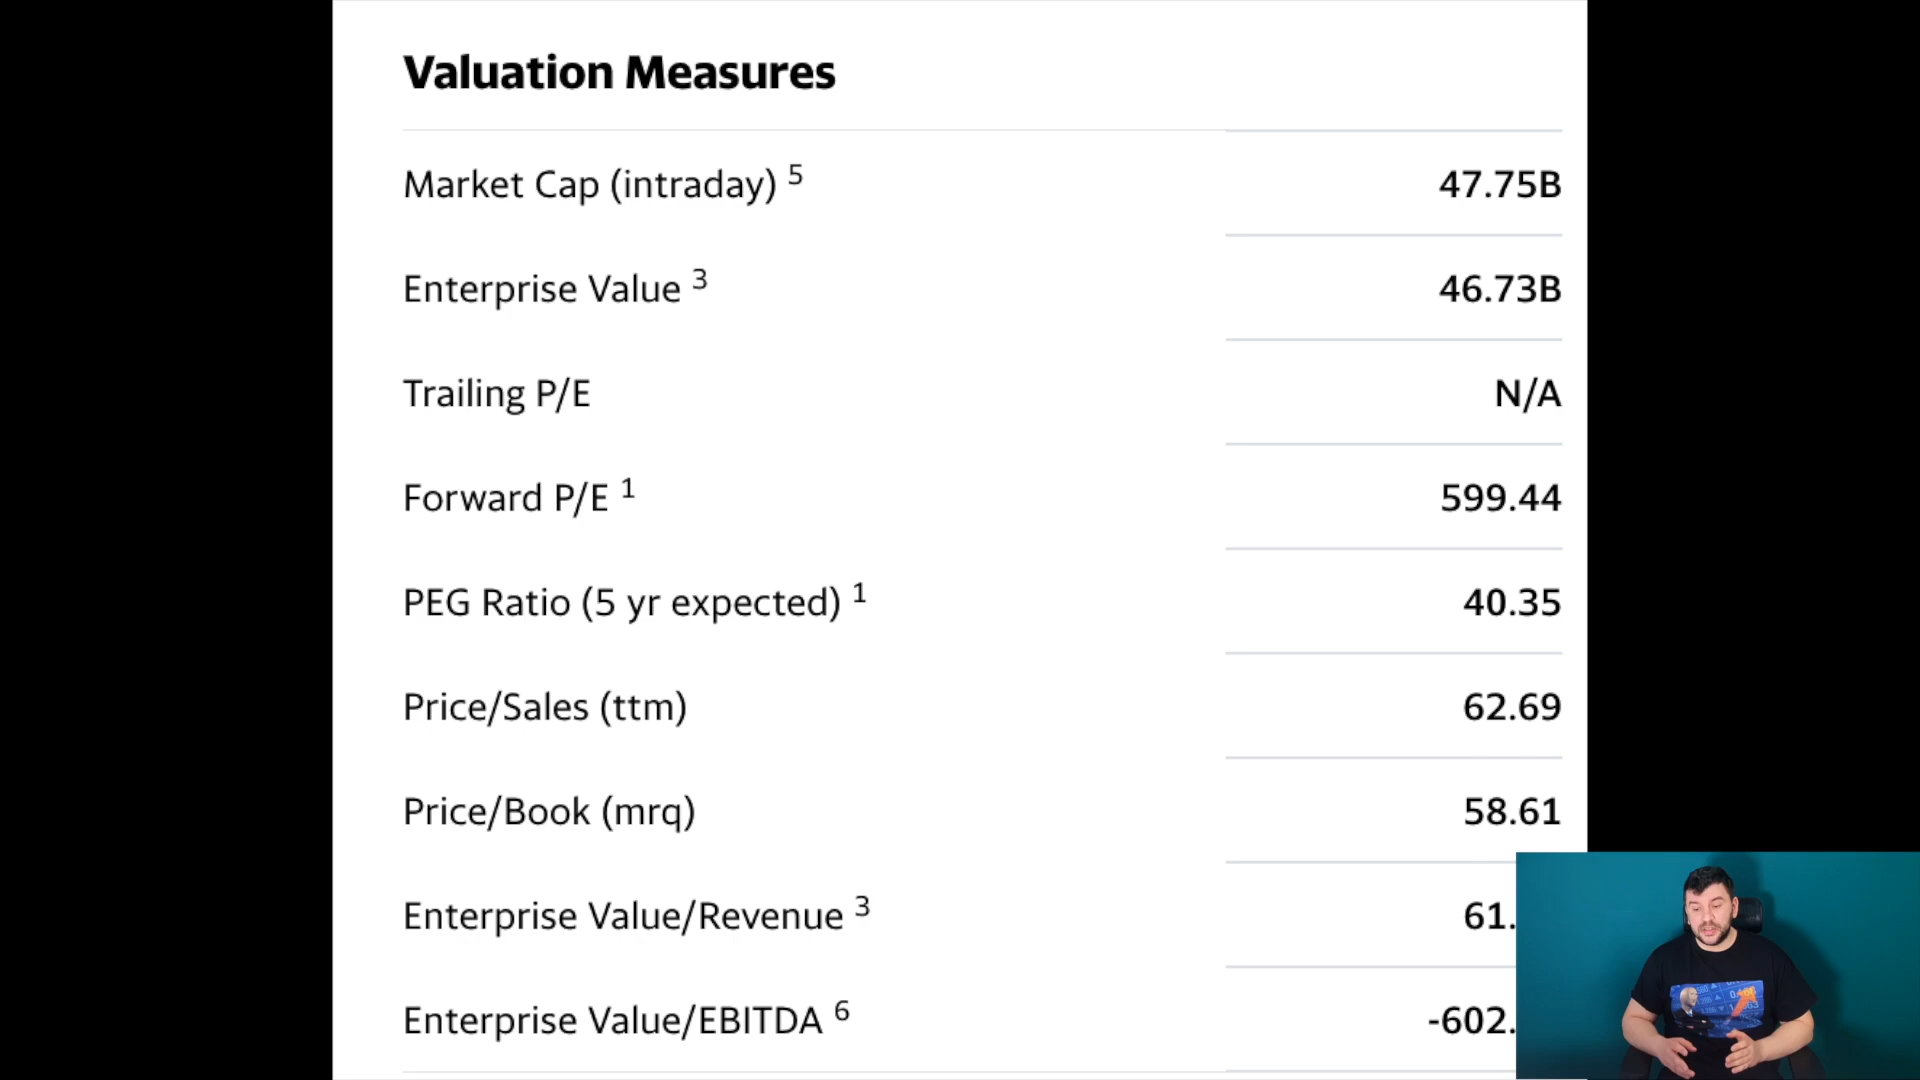 Valuation Measures
Market Cap (intraday) 5 47.75B
Enterprise Value 3 46.73B
Trailing P/E N/A
Forward P/E 1 599.44
PEG Ratio (5 yr expected) 1 40.35
Price/Sales (ttm) 62.69
Price/Book (mrq) 58.61
Enterprise Value/Revenue 3 61.
Enterprise Value/EBITDA 6 -602.